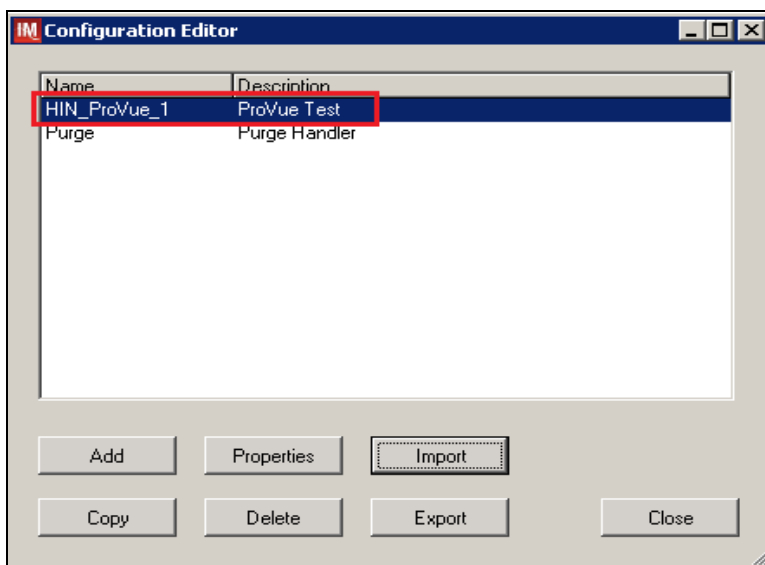 IM Configuration Editor
Name Description
HIN_ProVue_1 ProVue Test
Purge Purge Handler
Add Properties Import
Copy Delete Export Close